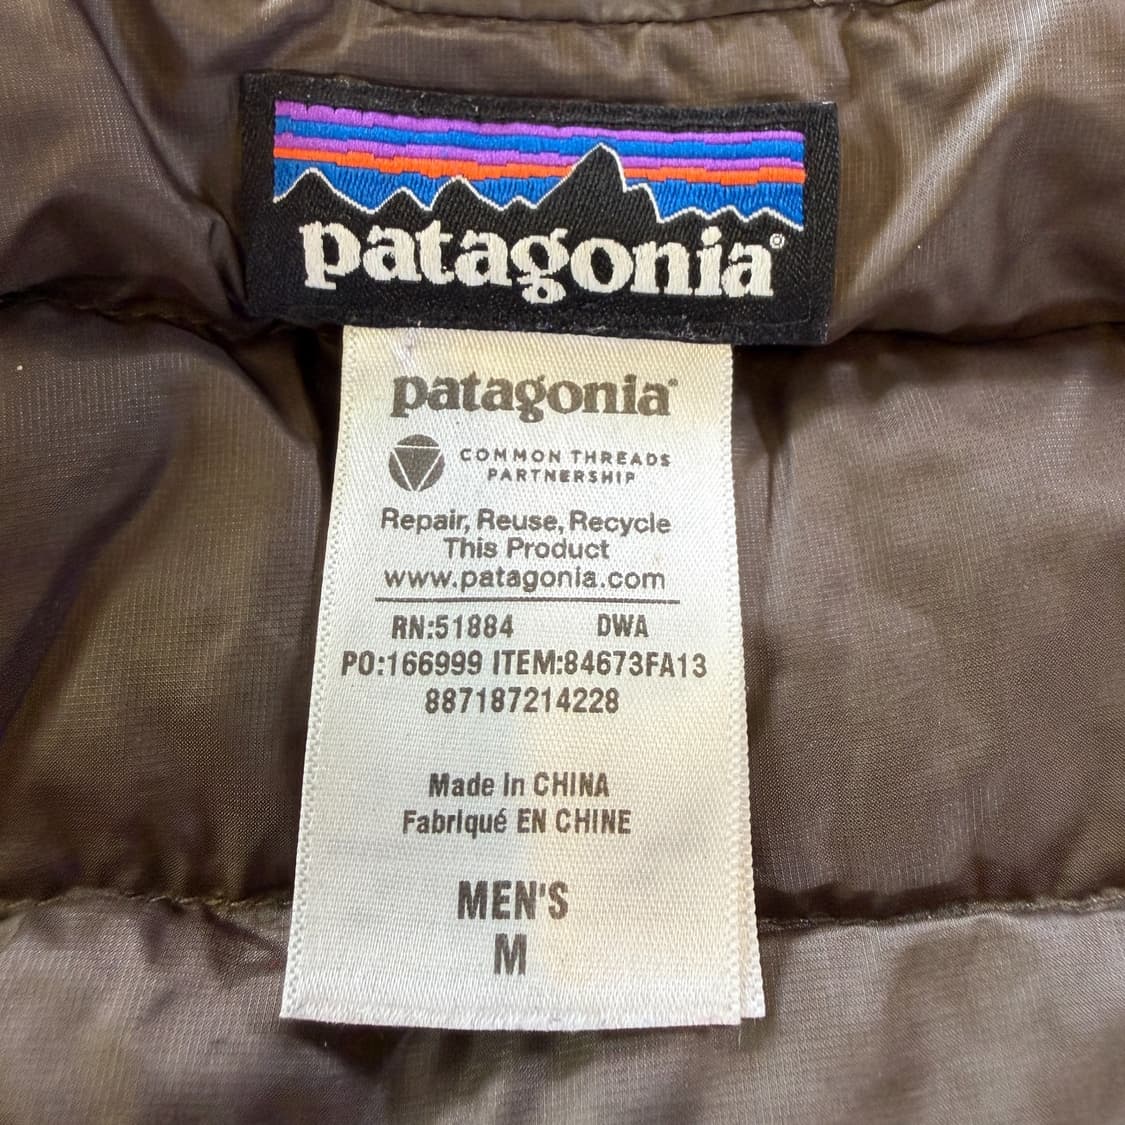 patagonia®
patagonia®
COMMON THREADS
PARTNERSHIP
Repair, Reuse, Recycle
This Product
www.patagonia.com
RN:51884 DWA
PO:166999 ITEM:84673FA13
887187214228
Made In CHINA
Fabriqué EN CHINE
MEN'S
M